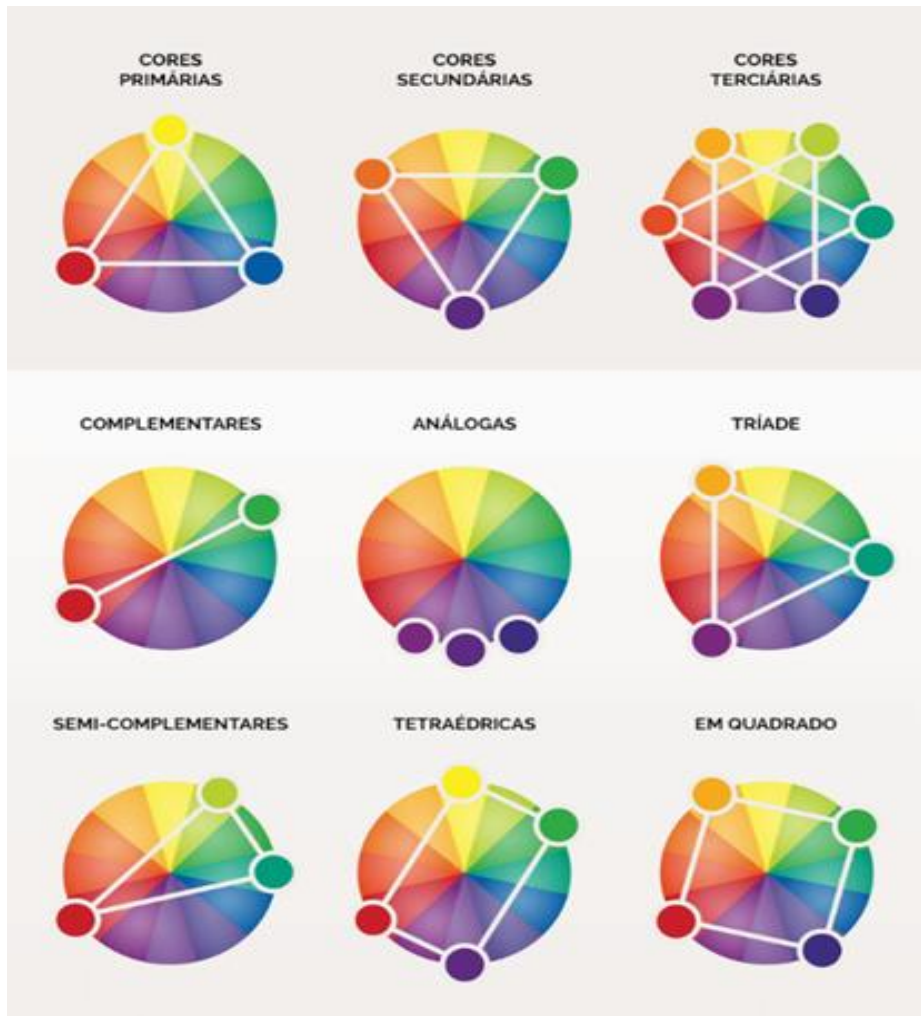 CORES
PRIMÁRIAS
CORES
SECUNDÁRIAS
CORES
TERCIÁRIAS
COMPLEMENTARES
ANÁLOGAS
TRÍADE
SEMI-COMPLEMENTARES
TETRAÉDRICAS
EM QUADRADO